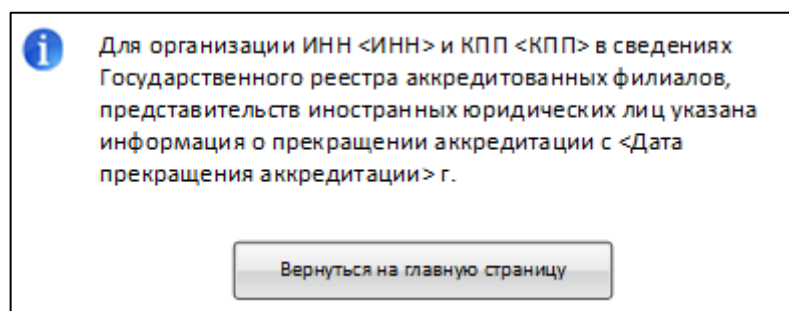 Для организации ИНН <ИНН> и КПП <КПП> в сведениях
Государственного реестра аккредитованных филиалов,
представительств иностранных юридических лиц указана
информация о прекращении аккредитации с <Дата
прекращения аккредитации> г.
Вернуться на главную страницу